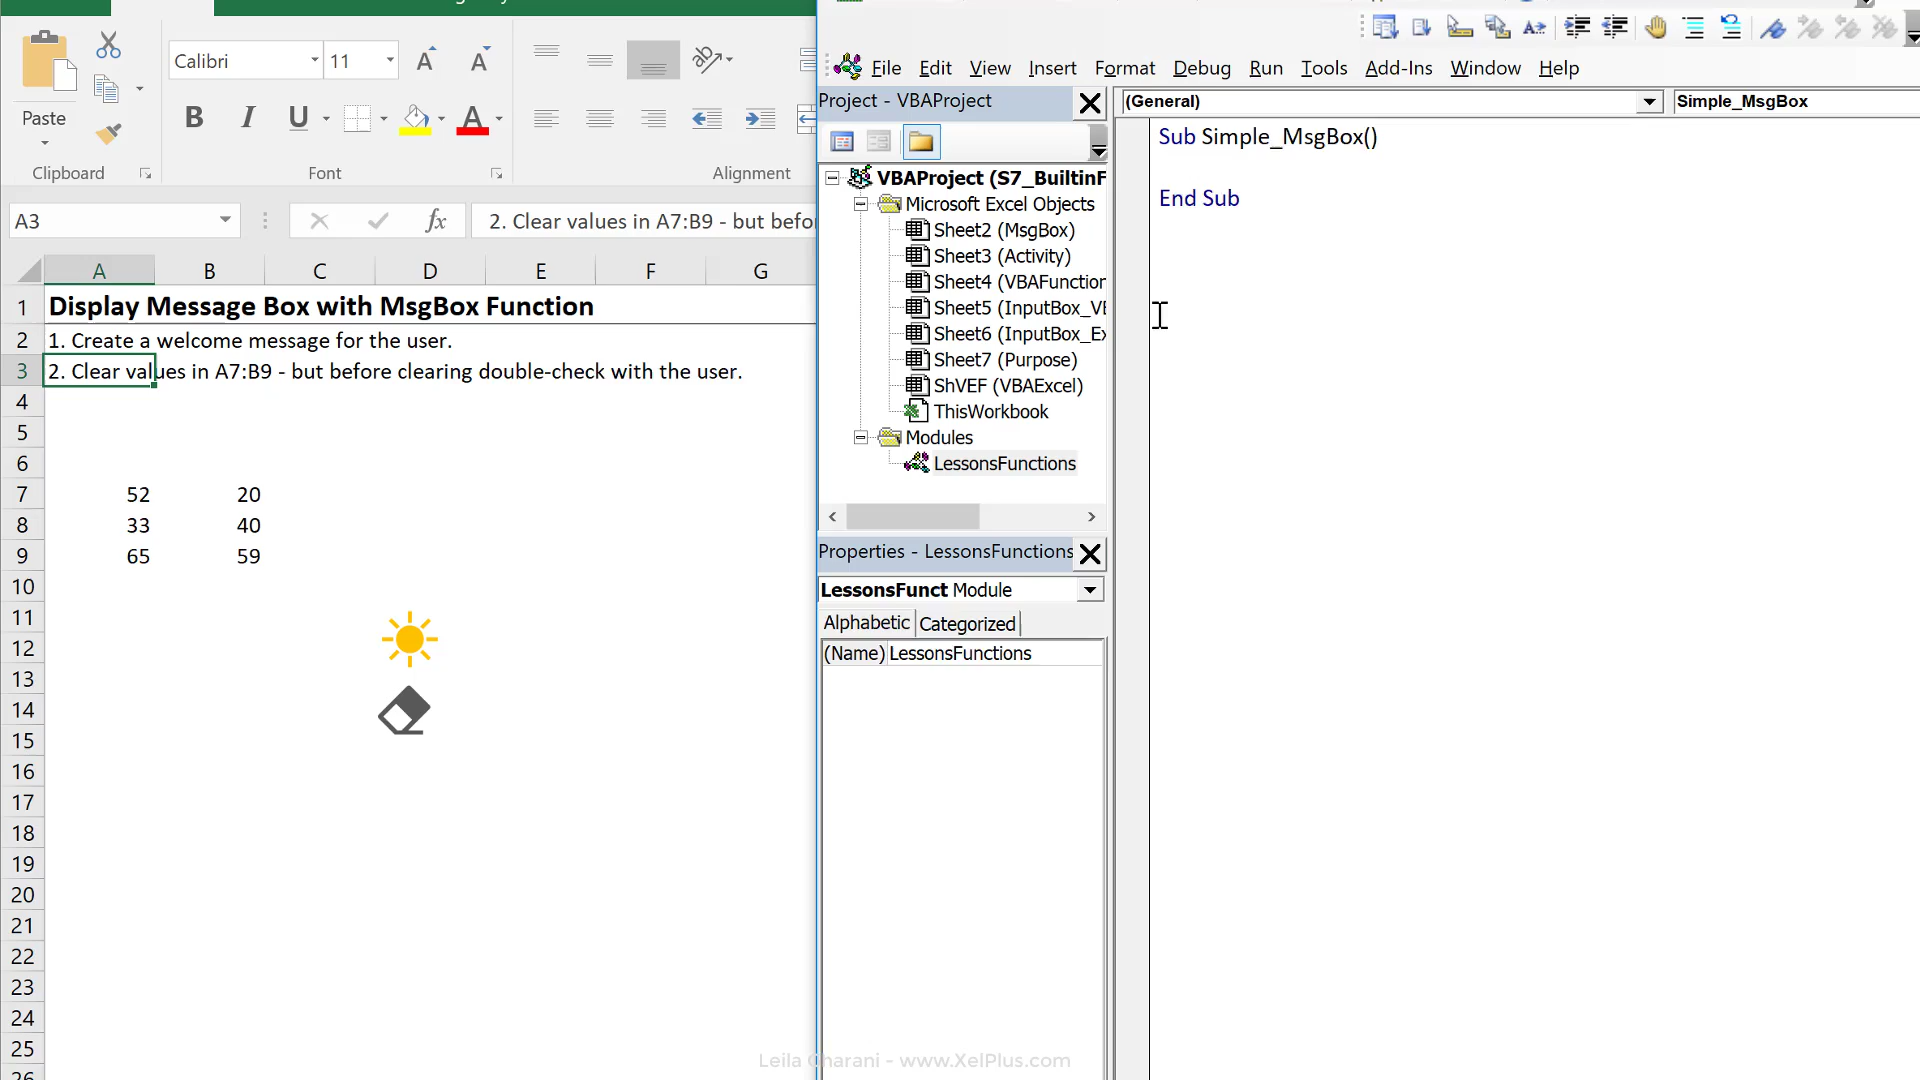 Calibri
11
Paste
B I U
A
Clipboard
Font
Alignment
A3
fx
2. Clear values in A7:B9 - but befo
A B C D E F G
1 Display Message Box with MsgBox Function
2 1. Create a welcome message for the user.
3 2. Clear values in A7:B9 - but before clearing double-check with the user.
4
5
6
7 52 20
8 33 40
9 65 59
10
11
12
13
14
15
16
17
18
19
20
21
22
23
24
25
26
File Edit View Insert Format Debug Run Tools Add-Ins Window Help
Project - VBAProject
VBAProject (S7_BuiltinF
Microsoft Excel Objects
Sheet2 (MsgBox)
Sheet3 (Activity)
Sheet4 (VBAFunction
Sheet5 (InputBox_VB
Sheet6 (InputBox_Ex
Sheet7 (Purpose)
ShVEF (VBAExcel)
ThisWorkbook
Modules
LessonsFunctions
Properties - LessonsFunctions
LessonsFunct Module
Alphabetic Categorized
(Name) LessonsFunctions
(General)
Simple_MsgBox
Sub Simple_MsgBox()
End Sub
Leila Gharani - www.XelPlus.com